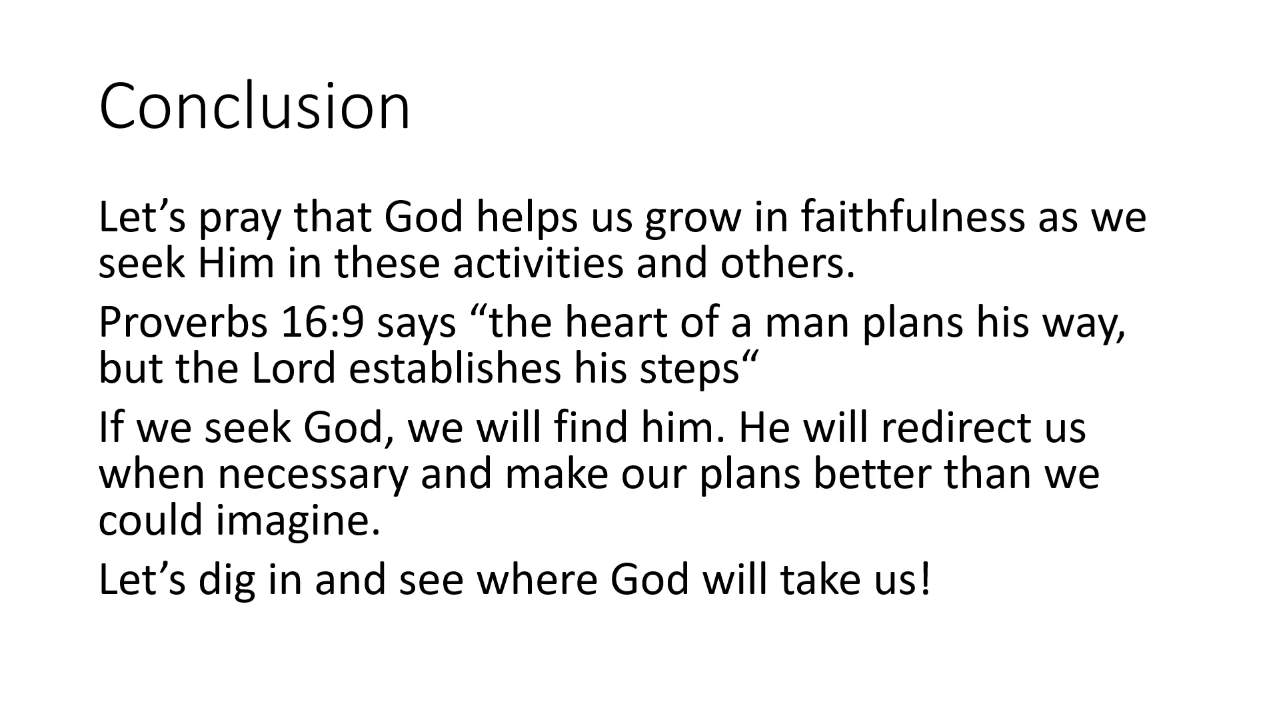 Conclusion
Let’s pray that God helps us grow in faithfulness as we
seek Him in these activities and others.
Proverbs 16:9 says “the heart of a man plans his way,
but the Lord establishes his steps“
If we seek God, we will find him. He will redirect us
when necessary and make our plans better than we
could imagine.
Let’s dig in and see where God will take us!